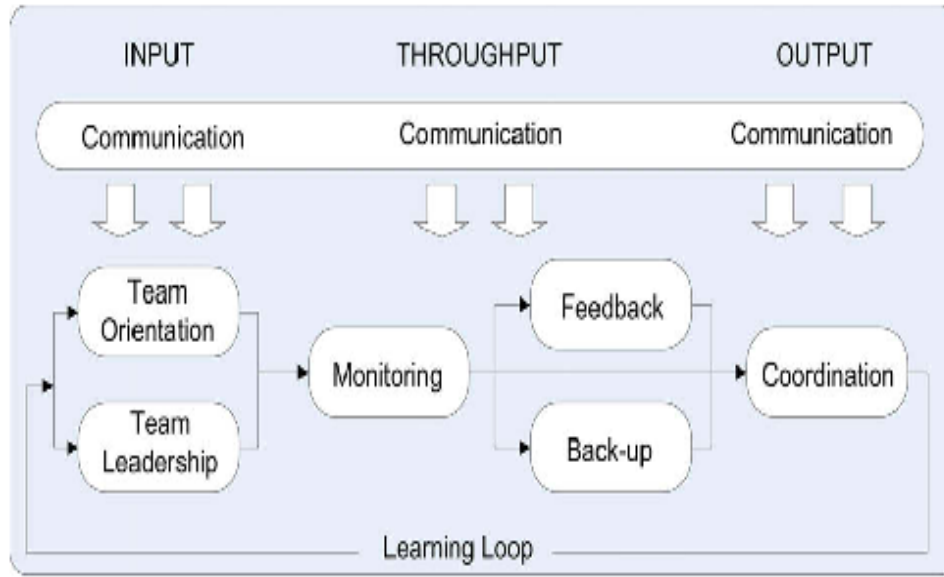 INPUT THROUGHPUT OUTPUT
Communication Communication Communication
Team
Orientation
Feedback
Monitoring
Coordination
Team
Leadership
Back-up
Learning Loop